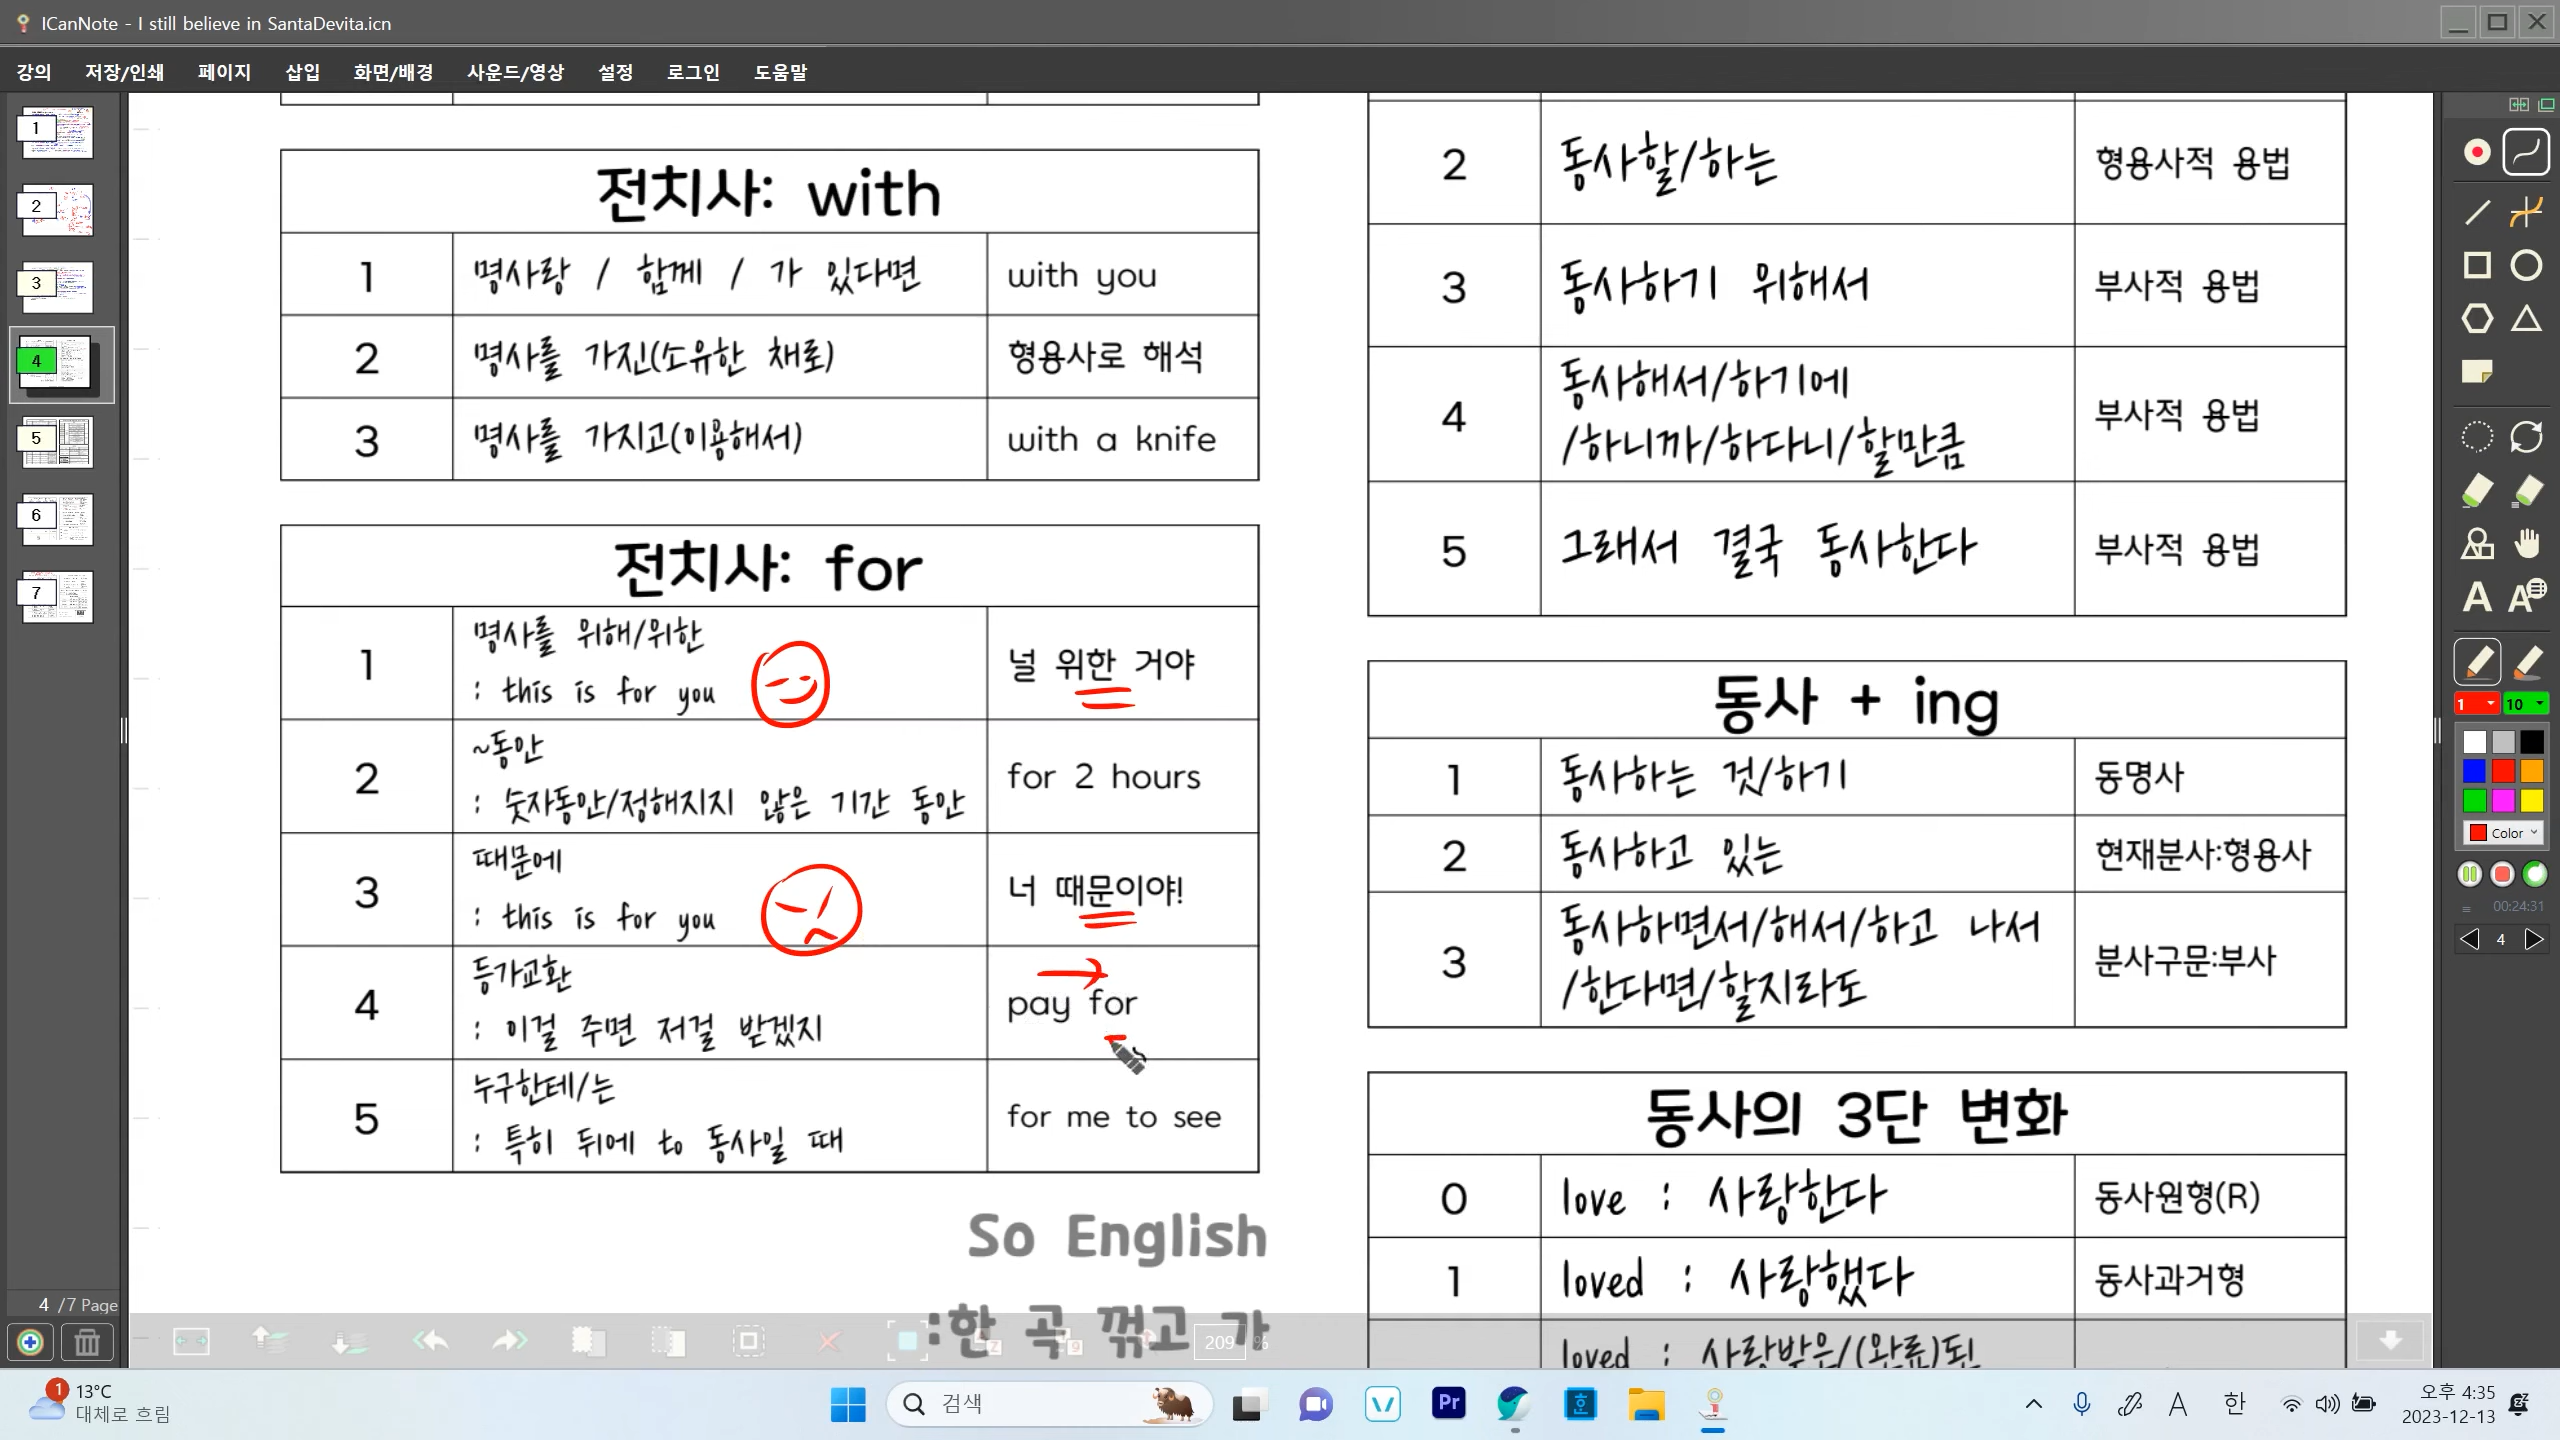 ICanNote - I still believe in SantaDevita.icn
강의 저장/인쇄 페이지 삽입 화면/배경 사운드/영상 설정 로그인 도움말
1
2
3
4
5
6
7
4 /7 Page
전치사: with
1 명사랑 / 함께 / 가 있다면 with you
2 명사를 가진(소유한 채로) 형용사로 해석
3 명사를 가지고(이용해서) with a knife
전치사: for
1 명사를 위해/위한
: this is for you 널 위한 거야
2 ~동안
: 숫자동안/정해지지 않은 기간 동안 for 2 hours
3 때문에
: this is for you 너 때문이야!
4 등가교환
: 이걸 주면 저걸 받겠지 pay for
5 누구한테/는
: 특히 뒤에 to 동사일 때 for me to see
So English
:한 곡 꺾고 가
2 동사할/하는 형용사적 용법
3 동사하기 위해서 부사적 용법
4 동사해서/하기에
/하니까/하다니/할만큼 부사적 용법
5 그래서 결국 동사한다 부사적 용법
동사 + ing
1 동사하는 것/하기 동명사
2 동사하고 있는 현재분사:형용사
3 동사하면서/해서/하고 나서
/한다면/할지라도 분사구문:부사
동사의 3단 변화
0 love : 사랑한다 동사원형(R)
1 loved : 사랑했다 동사과거형
loved : 사랑받은/(완료)된
209 %
A A
1 10
Color
00:24:31
4
1 13°C
대체로 흐림
검색
Pr
A 한
오후 4:35
2023-12-13